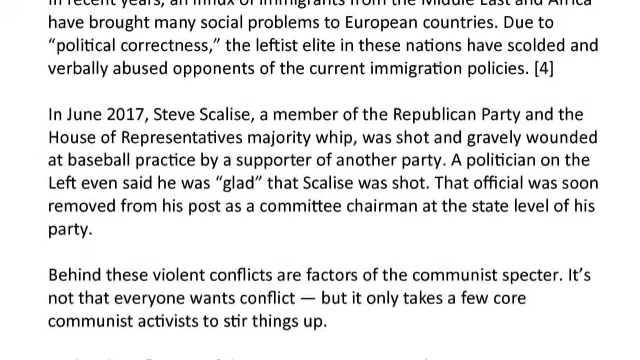 In recent years, an influx of immigrants from the Middle East and Africa
have brought many social problems to European countries. Due to
“political correctness,” the leftist elite in these nations have scolded and
verbally abused opponents of the current immigration policies. [4]
In June 2017, Steve Scalise, a member of the Republican Party and the
House of Representatives majority whip, was shot and gravely wounded
at baseball practice by a supporter of another party. A politician on the
Left even said he was “glad” that Scalise was shot. That official was soon
removed from his post as a committee chairman at the state level of his
party.
Behind these violent conflicts are factors of the communist specter. It’s
not that everyone wants conflict — but it only takes a few core
communist activists to stir things up.